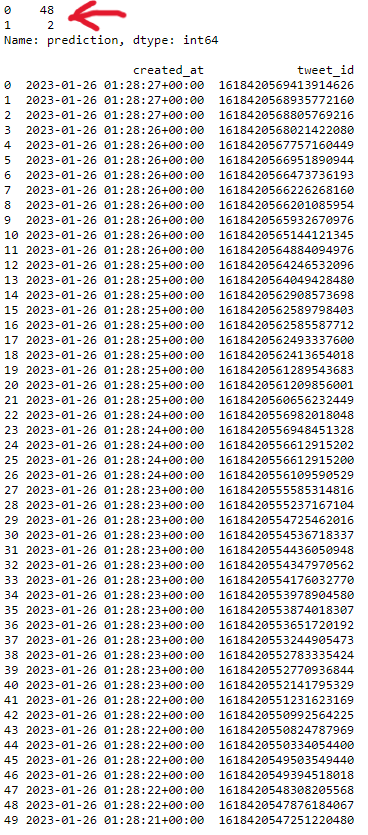 0 48
1 2
Name: prediction, dtype: int64
created_at tweet_id
0 2023-01-26 01:28:27+00:00 1618420569413914626
1 2023-01-26 01:28:27+00:00 1618420568935772160
2 2023-01-26 01:28:27+00:00 1618420568805769216
3 2023-01-26 01:28:26+00:00 1618420568021422080
4 2023-01-26 01:28:26+00:00 1618420567757160449
5 2023-01-26 01:28:26+00:00 1618420566951890944
6 2023-01-26 01:28:26+00:00 1618420566473736193
7 2023-01-26 01:28:26+00:00 1618420566226268160
8 2023-01-26 01:28:26+00:00 1618420566201085954
9 2023-01-26 01:28:26+00:00 1618420565932670976
10 2023-01-26 01:28:26+00:00 1618420565144121345
11 2023-01-26 01:28:26+00:00 1618420564884094976
12 2023-01-26 01:28:25+00:00 1618420564246532096
13 2023-01-26 01:28:25+00:00 1618420564049428480
14 2023-01-26 01:28:25+00:00 1618420562908573698
15 2023-01-26 01:28:25+00:00 1618420562589798403
16 2023-01-26 01:28:25+00:00 1618420562585587712
17 2023-01-26 01:28:25+00:00 1618420562493337600
18 2023-01-26 01:28:25+00:00 1618420562413654018
19 2023-01-26 01:28:25+00:00 1618420561289543683
20 2023-01-26 01:28:25+00:00 1618420561209856001
21 2023-01-26 01:28:25+00:00 1618420560656232449
22 2023-01-26 01:28:24+00:00 1618420556982018048
23 2023-01-26 01:28:24+00:00 1618420556948451328
24 2023-01-26 01:28:24+00:00 1618420556612915202
25 2023-01-26 01:28:24+00:00 1618420556612915200
26 2023-01-26 01:28:24+00:00 1618420556109590529
27 2023-01-26 01:28:23+00:00 1618420555585314816
28 2023-01-26 01:28:23+00:00 1618420555237167104
29 2023-01-26 01:28:23+00:00 1618420554725462016
30 2023-01-26 01:28:23+00:00 1618420554536718337
31 2023-01-26 01:28:23+00:00 1618420554436050948
32 2023-01-26 01:28:23+00:00 1618420554347970562
33 2023-01-26 01:28:23+00:00 1618420554176032770
34 2023-01-26 01:28:23+00:00 1618420553978904580
35 2023-01-26 01:28:23+00:00 1618420553874018307
36 2023-01-26 01:28:23+00:00 1618420553651720192
37 2023-01-26 01:28:23+00:00 1618420553244905473
38 2023-01-26 01:28:23+00:00 1618420552783335424
39 2023-01-26 01:28:23+00:00 1618420552770936844
40 2023-01-26 01:28:23+00:00 1618420552141795329
41 2023-01-26 01:28:22+00:00 1618420551231623169
42 2023-01-26 01:28:22+00:00 1618420550992564225
43 2023-01-26 01:28:22+00:00 1618420550824787969
44 2023-01-26 01:28:22+00:00 1618420550334054400
45 2023-01-26 01:28:22+00:00 1618420549503549440
46 2023-01-26 01:28:22+00:00 1618420549394518018
47 2023-01-26 01:28:22+00:00 1618420548308205568
48 2023-01-26 01:28:22+00:00 1618420547876184067
49 2023-01-26 01:28:21+00:00 1618420547251220480